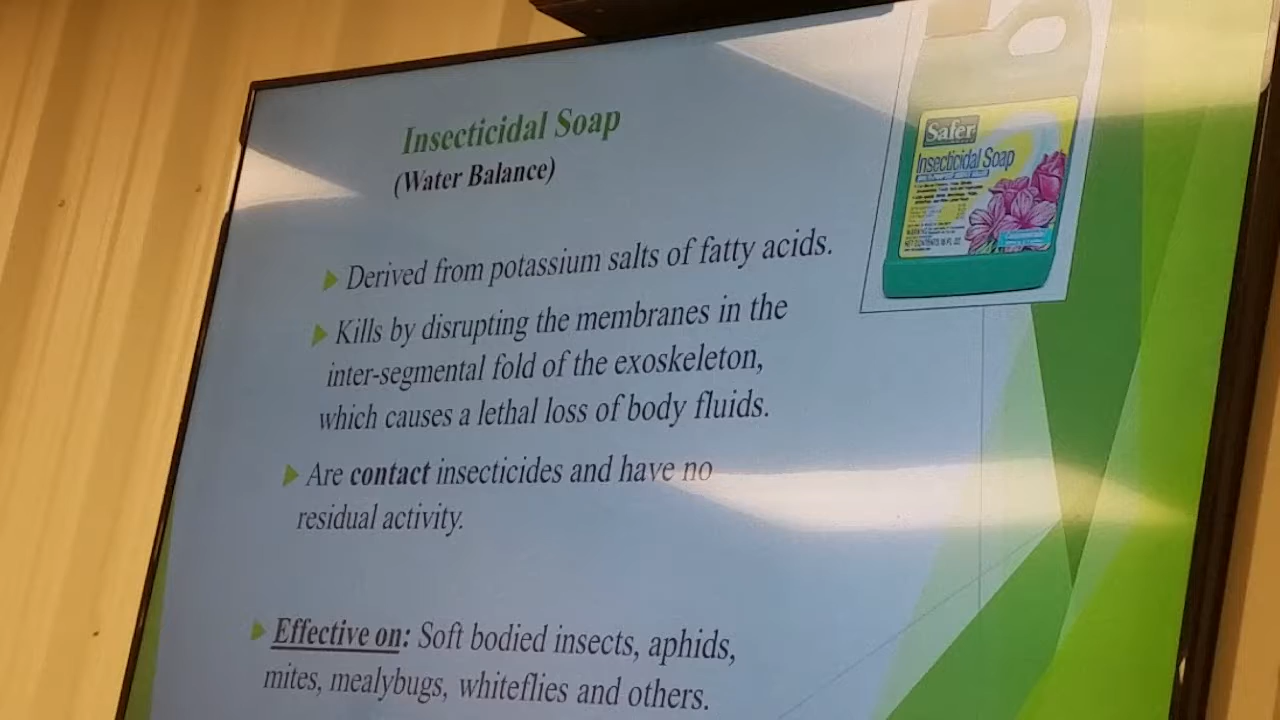 Insecticidal Soap
(Water Balance)
Derived from potassium salts of fatty acids.
Kills by disrupting the membranes in the
inter-segmental fold of the exoskeleton,
which causes a lethal loss of body fluids.
Are contact insecticides and have no
residual activity.
Effective on: Soft bodied insects, aphids,
mites, mealybugs, whiteflies and others.
Safer
Insecticidal Soap